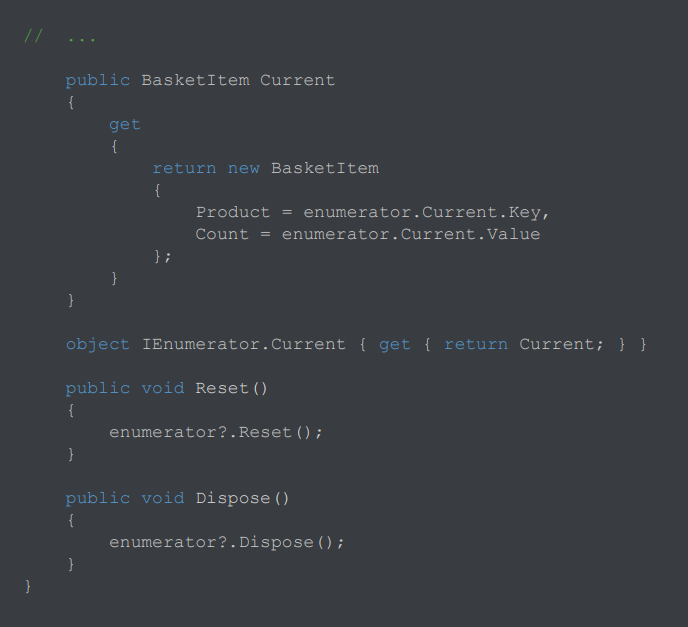 //  ...
    public BasketItem Current
    {
        get
        {
            return new BasketItem
            {
                Product = enumerator.Current.Key,
                Count = enumerator.Current.Value
            };
        }
    }
    object IEnumerator.Current { get { return Current; } }
    public void Reset()
    {
        enumerator?.Reset();
    }
    public void Dispose()
    {
        enumerator?.Dispose();
    }
}